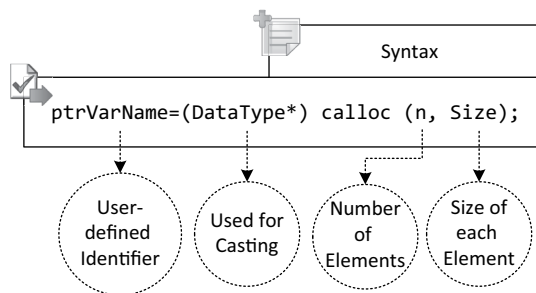 Syntax
ptrVarName=(DataType*) calloc (n, Size);
User-
defined
Identifier
Used for
Casting
Number
of
Elements
Size of
each
Element